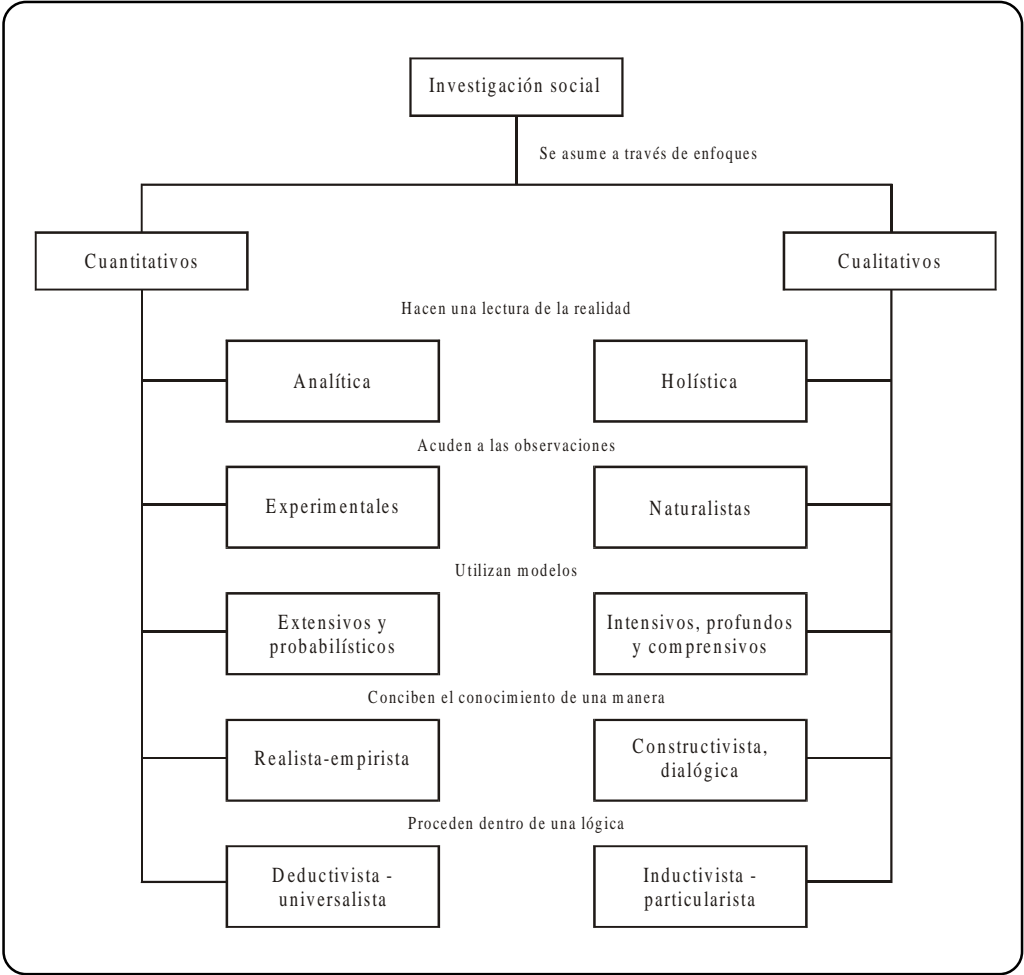 Investigación social
Se asume a través de enfoques
Cuantitativos
Cualitativos
Hacen una lectura de la realidad
Analítica
Holística
Acuden a las observaciones
Experimentales
Naturalistas
Utilizan modelos
Extensivos y
probabilísticos
Intensivos, profundos
y comprensivos
Conciben el conocimiento de una manera
Realista-empirista
Constructivista,
dialógica
Proceden dentro de una lógica
Deductivista -
universalista
Inductivista -
particularista